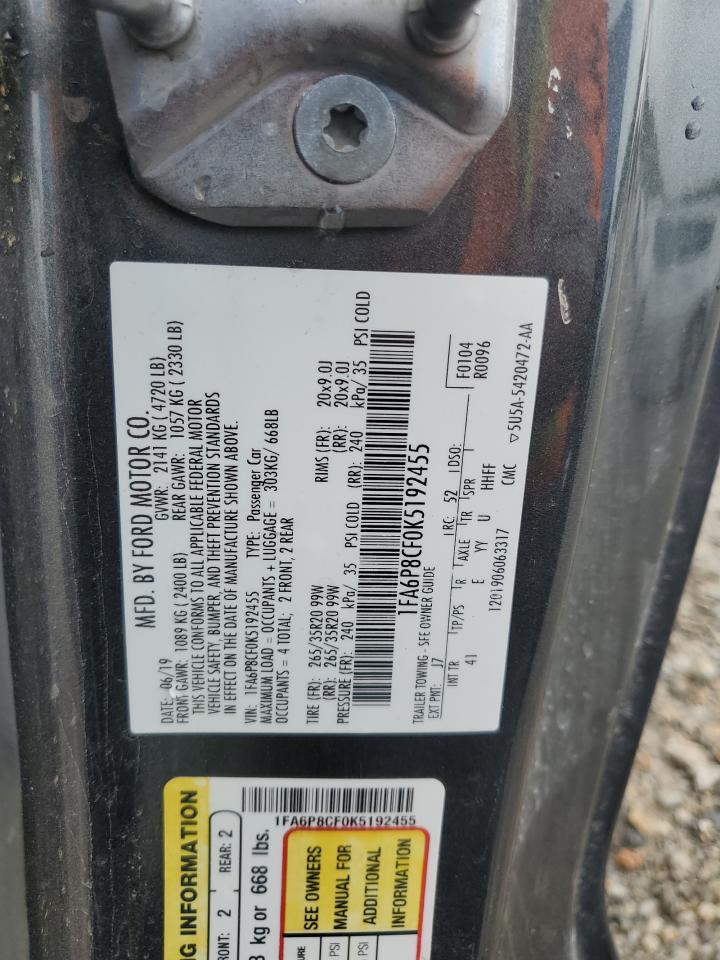 MFD. BY FORD MOTOR CO.
DATE: 06/19 GVWR: 2141 KG ( 4720 LB)
FRONT GAWR: 1089 KG ( 2400 LB) REAR GAWR: 1057 KG ( 2330 LB)
THIS VEHICLE CONFORMS TO ALL APPLICABLE FEDERAL MOTOR
VEHICLE SAFETY, BUMPER, AND THEFT PREVENTION STANDARDS
IN EFFECT ON THE DATE OF MANUFACTURE SHOWN ABOVE.
VIN: 1FA6P8CF0K5192455 TYPE: Passenger Car
MAXIMUM LOAD = OCCUPANTS + LUGGAGE = 303KG/ 668LB
OCCUPANTS = 4 TOTAL; 2 FRONT, 2 REAR
TIRE (FR): 265/35R20 99W RIMS (FR): 20x9.0J
(RR): 265/35R20 99W (RR): 20x9.0J
PRESSURE (FR): 240 kPa/ 35 PSI COLD (RR): 240 kPa/ 35 PSI COLD
1FA6P8CF0K5192455
TRAILER TOWING - SEE OWNER GUIDE
EXT PNT: J7 RC: 52 DSO: F0104
INT TR TP/PS R AXLE TR SPR R0096
41 E YY U HHFF
1201906063317 CMC ▽5U5A-5420472-AA
NG INFORMATION
FRONT: 2 REAR: 2
3 kg or 668 lbs.
1FA6P8CF0K5192455
SEE OWNERS
MANUAL FOR
ADDITIONAL
INFORMATION
URE
PSI
PSI